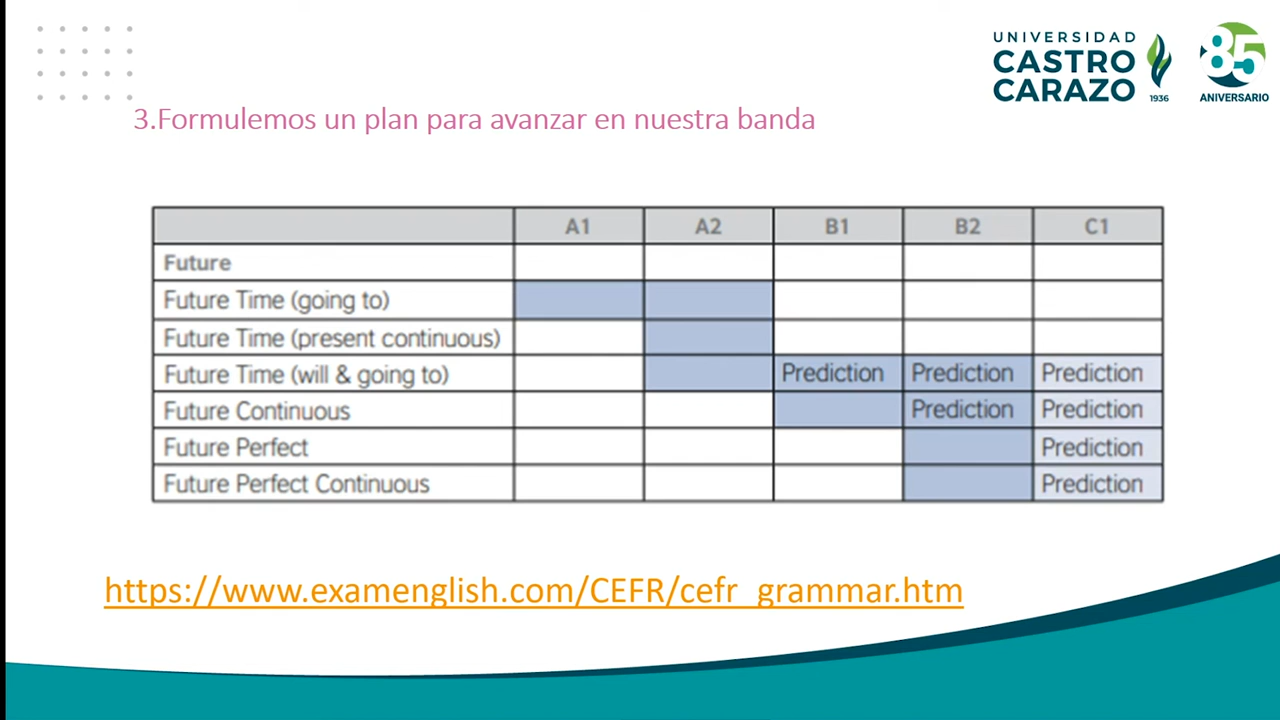 UNIVERSIDAD
CASTRO
CARAZO
1936
85
ANIVERSARIO
3.Formulemos un plan para avanzar en nuestra banda
A1 A2 B1 B2 C1
Future
Future Time (going to)
Future Time (present continuous)
Future Time (will & going to) Prediction Prediction Prediction
Future Continuous Prediction Prediction
Future Perfect Prediction
Future Perfect Continuous Prediction
https://www.examenglish.com/CEFR/cefr_grammar.htm